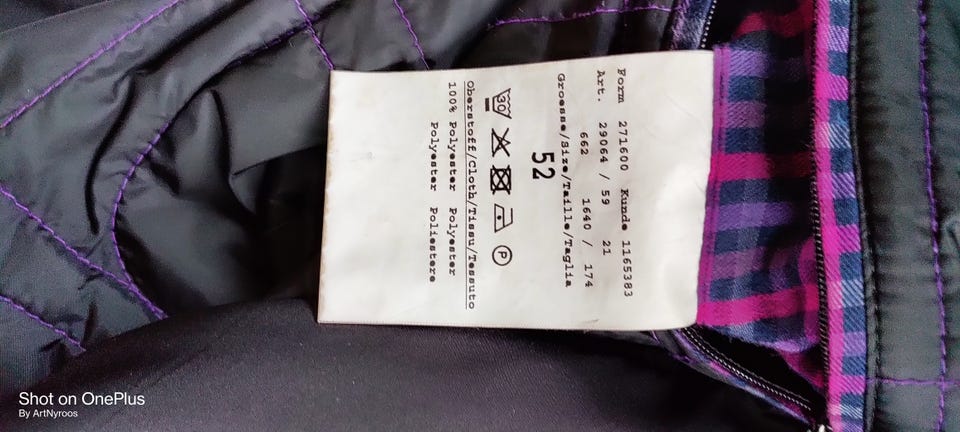 Form 271600 Kunde 1165383
Art. 29064 / 59 21
662 1640 / 174
Groesse/Size/Taille/Taglia
52
30 P
Oberstoff/Cloth/Tissu/Tessuto
100% Polyester Polyester
Polyester Poliestere
Shot on OnePlus
By ArtNyroos